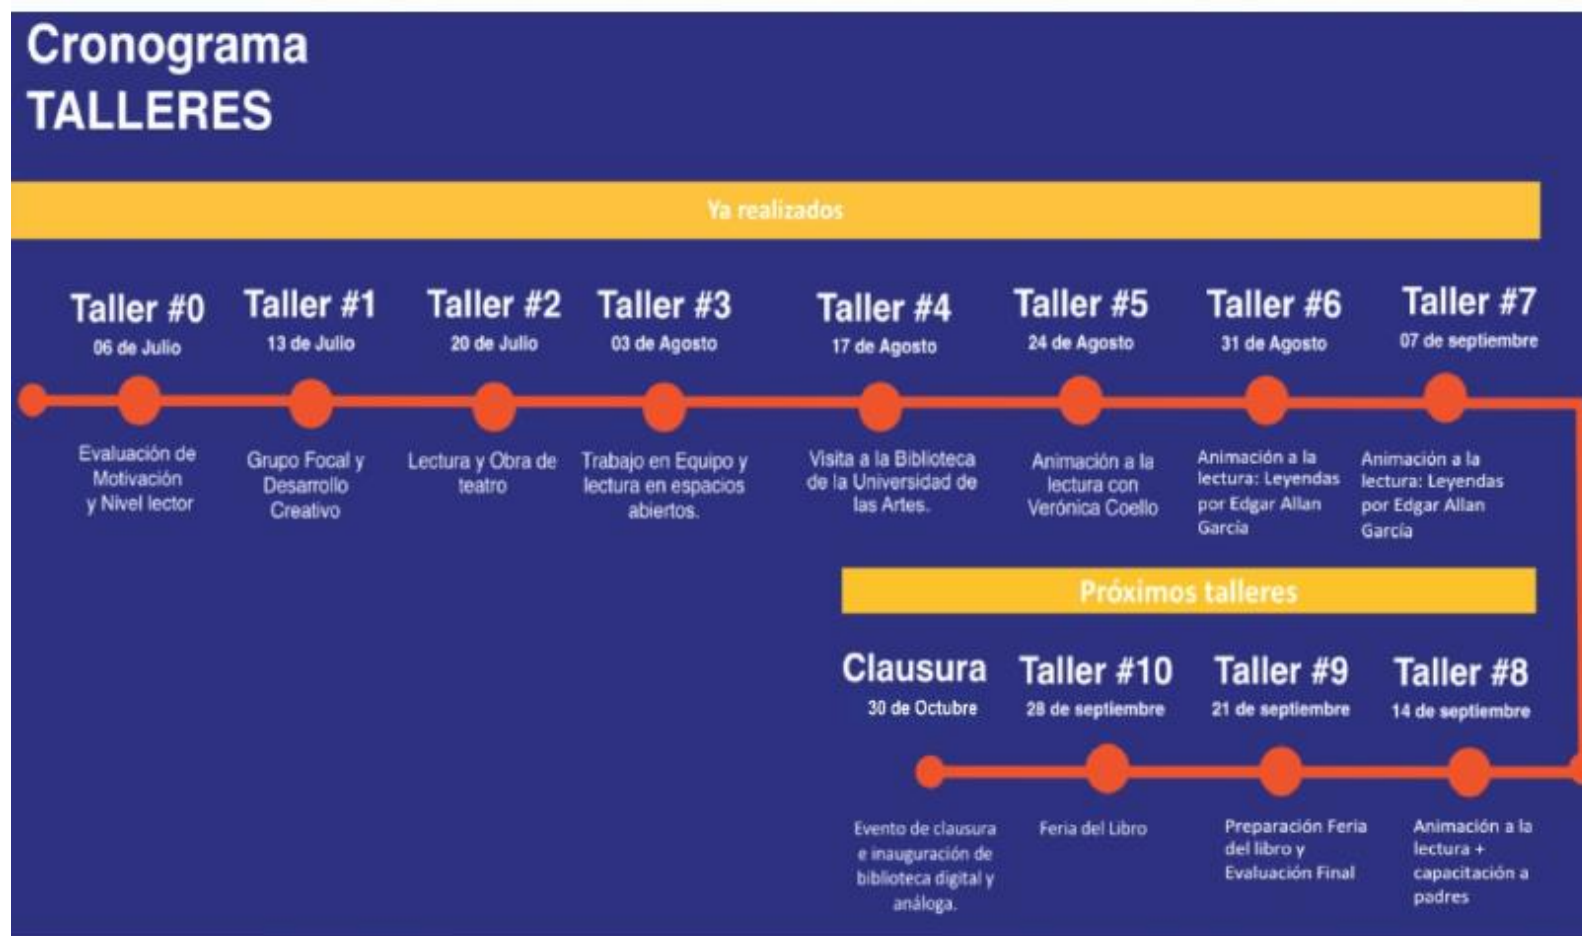 Cronograma
TALLERES
Ya realizados
Taller #0
06 de Julio
Evaluación de
Motivación
y Nivel lector
Taller #1
13 de Julio
Grupo Focal y
Desarrollo
Creativo
Taller #2
20 de Julio
Lectura y Obra de
teatro
Taller #3
03 de Agosto
Trabajo en Equipo y
lectura en espacios
abiertos.
Taller #4
17 de Agosto
Visita a la Biblioteca
de la Universidad de
las Artes.
Taller #5
24 de Agosto
Animación a la
lectura con
Verónica Coello
Taller #6
31 de Agosto
Animación a la
lectura: Leyendas
por Edgar Allan
García
Taller #7
07 de septiembre
Animación a la
lectura: Leyendas
por Edgar Allan
García
Próximos talleres
Clausura
30 de Octubre
Evento de clausura
e inauguración de
biblioteca digital y
análoga.
Taller #10
28 de septiembre
Feria del Libro
Taller #9
21 de septiembre
Preparación Feria
del libro y
Evaluación Final
Taller #8
14 de septiembre
Animación a la
lectura +
capacitación a
padres